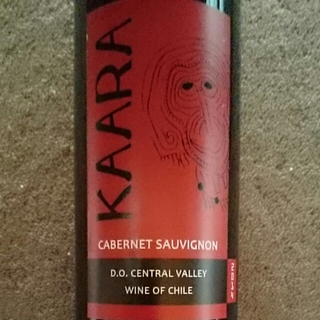 KAARA
CABERNET SAUVIGNON
D.O. CENTRAL VALLEY
WINE OF CHILE